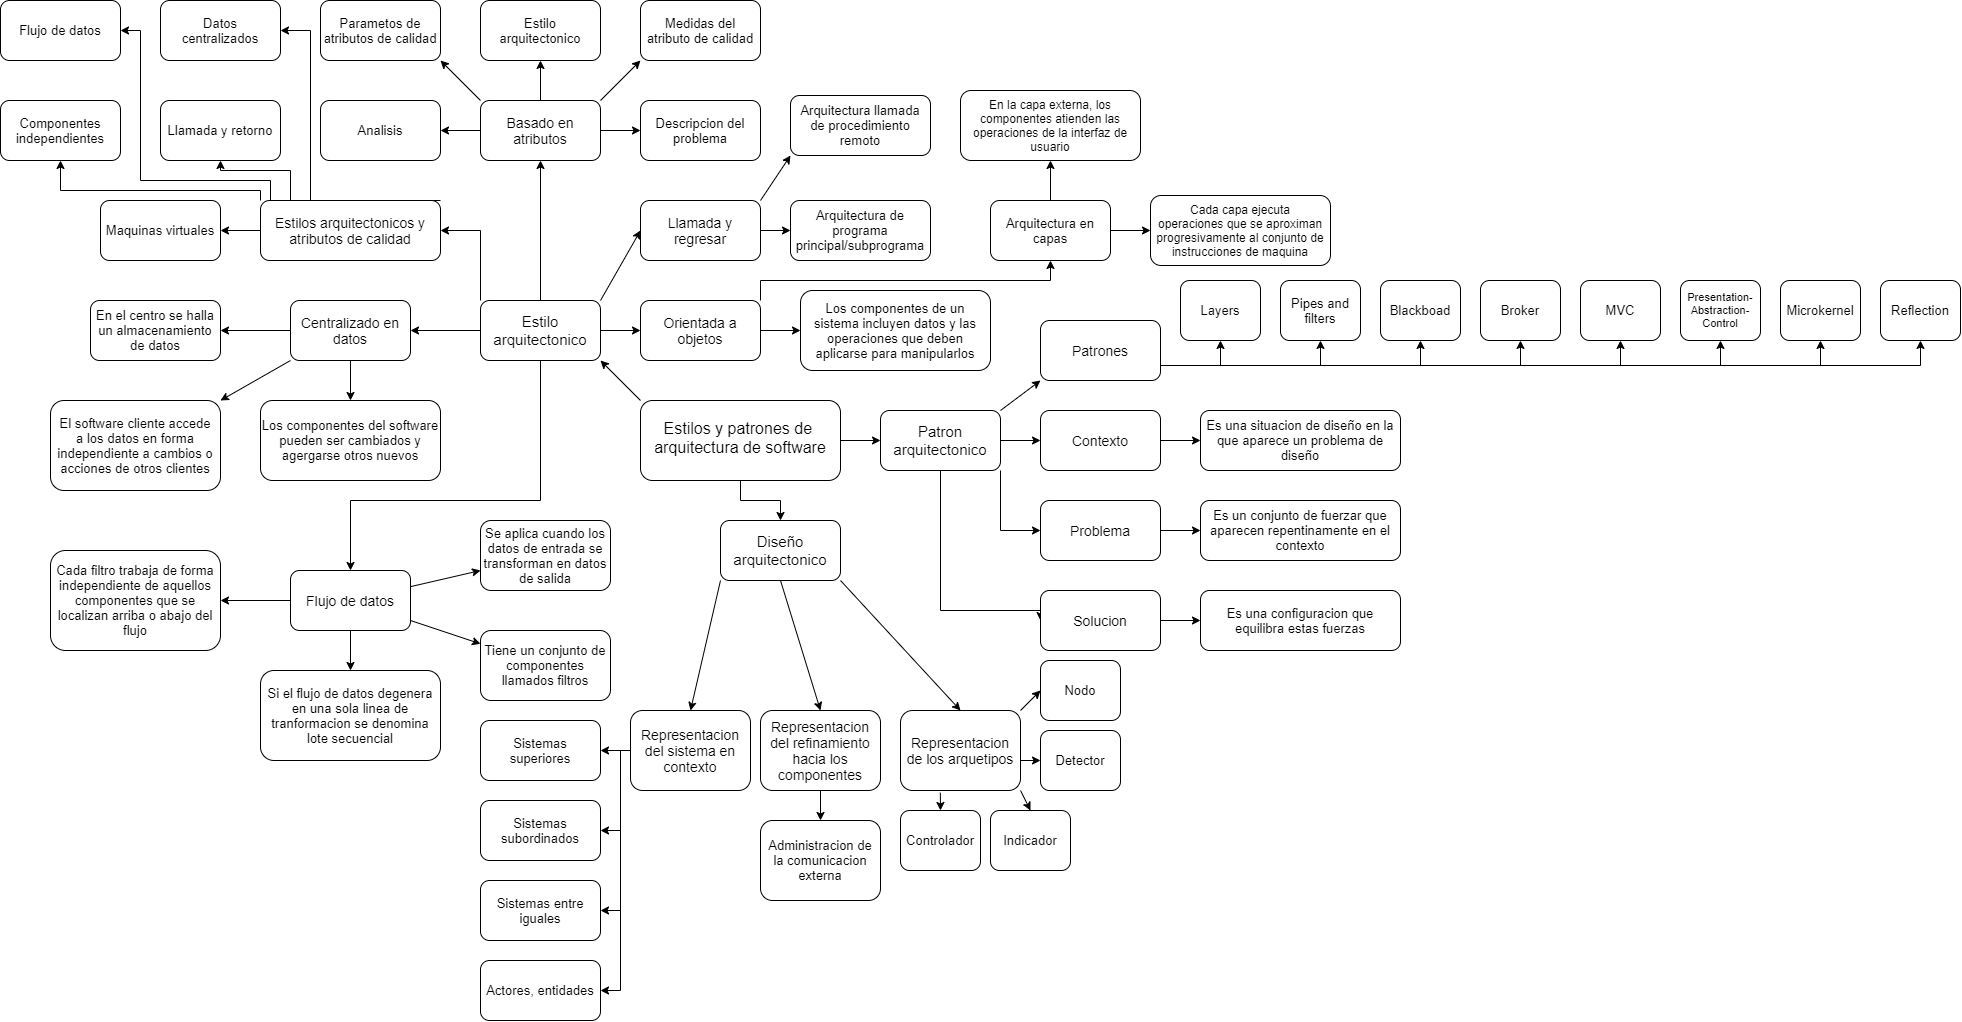 Flujo de datos
Datos
centralizados
Parametos de
atributos de calidad
Estilo
arquitectonico
Medidas del
atributo de calidad
Componentes
independientes
Llamada y retorno
Analisis
Basado en
atributos
Descripcion del
problema
Arquitectura llamada
de procedimiento
remoto
En la capa externa, los
componentes atienden las
operaciones de la interfaz de
usuario
Maquinas virtuales
Estilos arquitectonicos y
atributos de calidad
Llamada y
regresar
Arquitectura de
programa
principal/subprograma
Arquitectura en
capas
Cada capa ejecuta
operaciones que se aproximan
progresivamente al conjunto de
instrucciones de maquina
En el centro se halla
un almacenamiento
de datos
Centralizado en
datos
Estilo
arquitectonico
Orientada a
objetos
Los componentes de un
sistema incluyen datos y las
operaciones que deben
aplicarse para manipularlos
Patrones
Layers
Pipes and
filters
Blackboad
Broker
MVC
Presentation-
Abstraction-
Control
Microkernel
Reflection
El software cliente accede
a los datos en forma
independiente a cambios o
acciones de otros clientes
Los componentes del software
pueden ser cambiados y
agergarse otros nuevos
Estilos y patrones de
arquitectura de software
Patron
arquitectonico
Contexto
Es una situacion de diseño en la
que aparece un problema de
diseño
Problema
Es un conjunto de fuerzar que
aparecen repentinamente en el
contexto
Solucion
Es una configuracion que
equilibra estas fuerzas
Diseño
arquitectonico
Se aplica cuando los
datos de entrada se
transforman en datos
de salida
Cada filtro trabaja de forma
independiente de aquellos
componentes que se
localizan arriba o abajo del
flujo
Flujo de datos
Tiene un conjunto de
componentes
llamados filtros
Si el flujo de datos degenera
en una sola linea de
tranformacion se denomina
lote secuencial
Representacion
del sistema en
contexto
Representacion
del refinamiento
hacia los
componentes
Representacion
de los arquetipos
Nodo
Detector
Controlador
Indicador
Sistemas
superiores
Sistemas
subordinados
Sistemas entre
iguales
Actores, entidades
Administracion de
la comunicacion
externa